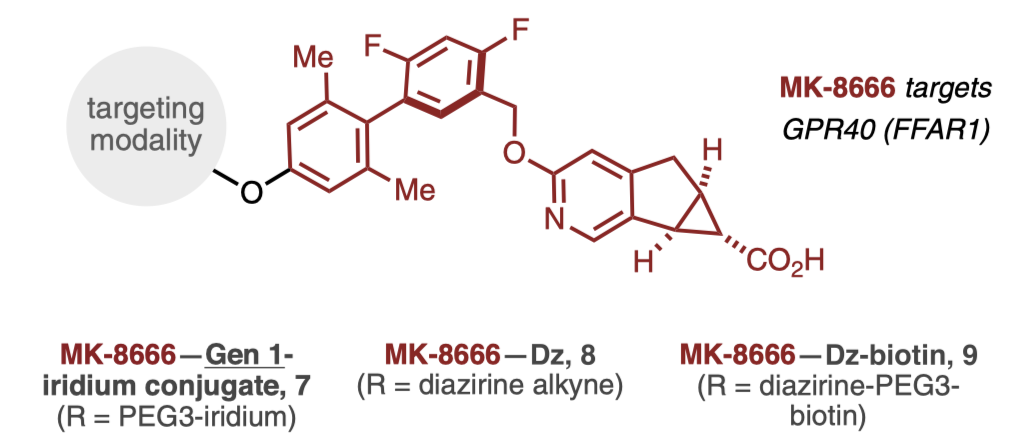 targeting
modality
O
Me
Me
F
F
O
N
H
H
CO₂H
MK-8666 targets
GPR40 (FFAR1)
MK-8666—Gen 1-
iridium conjugate, 7
(R = PEG3-iridium)
MK-8666—Dz, 8
(R = diazirine alkyne)
MK-8666—Dz-biotin, 9
(R = diazirine-PEG3-
biotin)